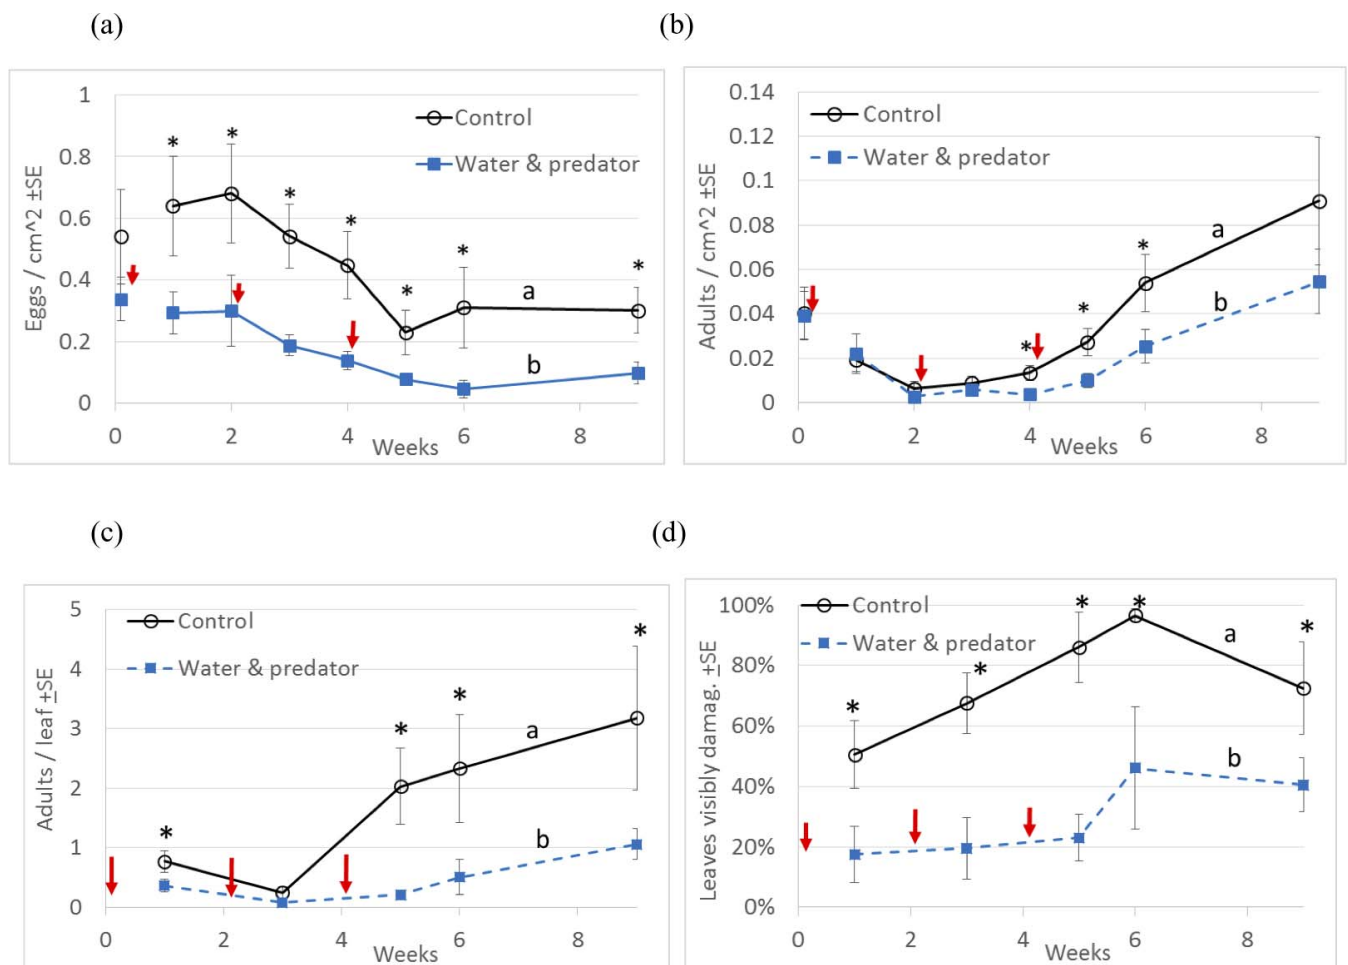 (a)
(b)
1
0.8
0.6
0.4
0.2
0
Eggs / cm^2 ±SE
Control
Water & predator
*
*
*
*
*
*
*
a
b
0
2
4
6
8
Weeks
0.14
0.12
0.1
0.08
0.06
0.04
0.02
0
Adults / cm^2 ±SE
Control
Water & predator
*
*
*
a
b
0
2
4
6
8
Weeks
(c)
(d)
5
4
3
2
1
0
Adults / leaf ±SE
Control
Water & predator
*
*
*
*
a
b
0
2
4
6
8
Weeks
100%
80%
60%
40%
20%
0%
Leaves visibly damag. ±SE
Control
Water & predator
*
*
*
*
*
a
b
0
2
4
6
8
Weeks